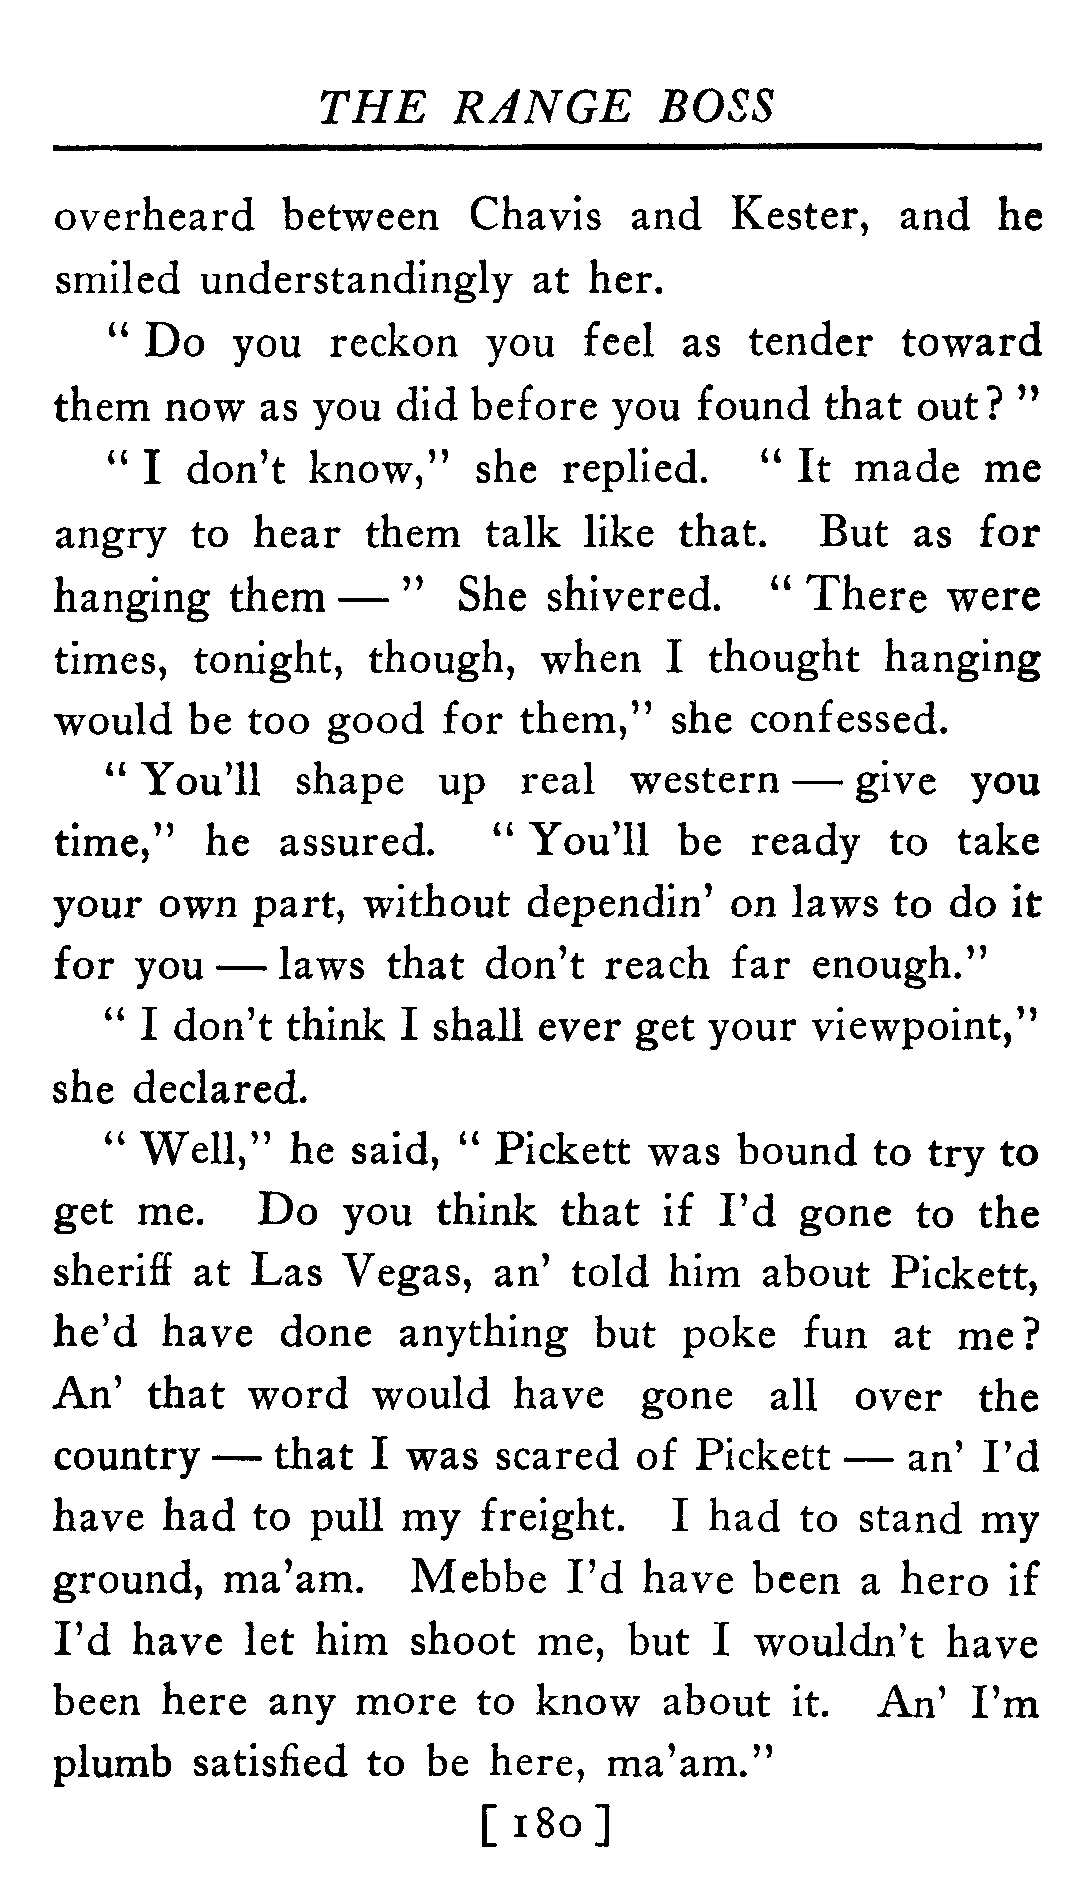 THE RANGE BOSS
overheard between Chavis and Kester, and he
smiled understandingly at her.
“ Do you reckon you feel as tender toward
them now as you did before you found that out? ”
“ I don’t know,” she replied. “ It made me
angry to hear them talk like that. But as for
hanging them — ” She shivered. “ There were
times, tonight, though, when I thought hanging
would be too good for them,” she confessed.
“ You’ll shape up real western — give you
time,” he assured. “ You’ll be ready to take
your own part, without dependin’ on laws to do it
for you — laws that don’t reach far enough.”
“ I don’t think I shall ever get your viewpoint,”
she declared.
“ Well,” he said, “ Pickett was bound to try to
get me. Do you think that if I’d gone to the
sheriff at Las Vegas, an’ told him about Pickett,
he’d have done anything but poke fun at me?
An’ that word would have gone all over the
country — that I was scared of Pickett — an’ I’d
have had to pull my freight. I had to stand my
ground, ma’am. Mebbe I’d have been a hero if
I’d have let him shoot me, but I wouldn’t have
been here any more to know about it. An’ I’m
plumb satisfied to be here, ma’am.”
[ 180 ]